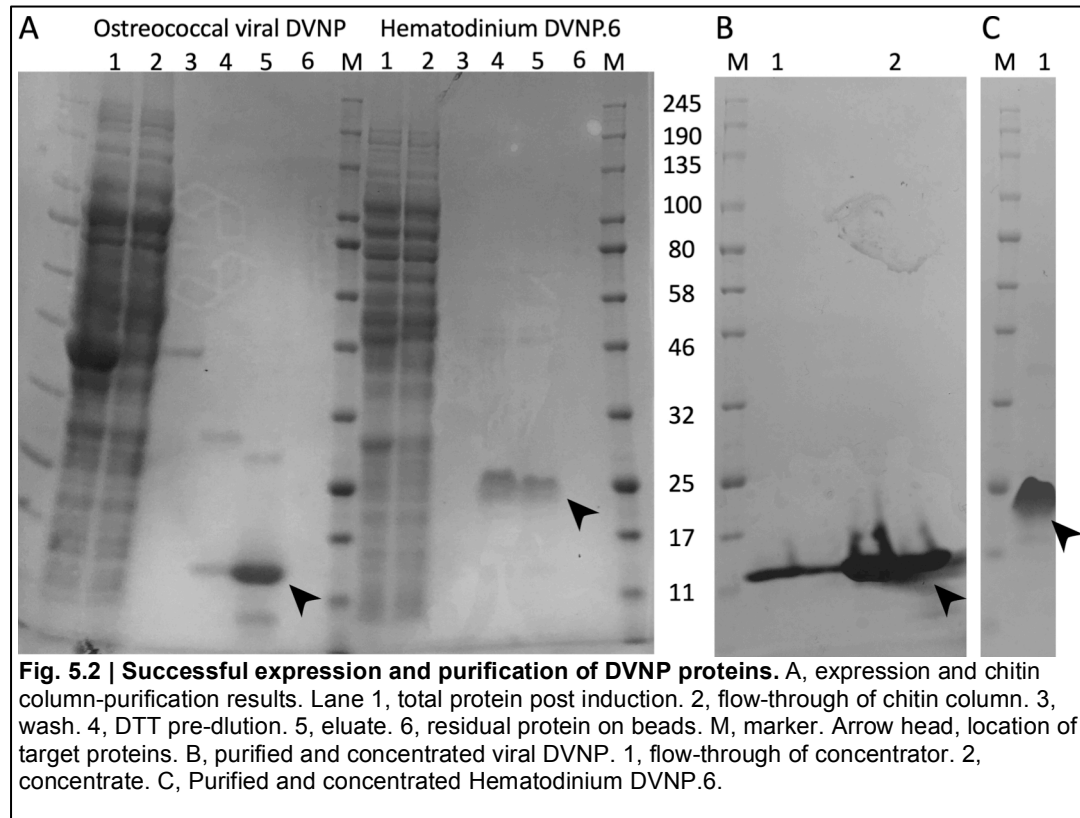 A Ostreococcal viral DVNP Hematodinium DVNP.6 B C
1 2 3 4 5 6 M 1 2 3 4 5 6 M M 1 2 M 1
245
190
135
100
80
58
46
32
25
17
11
Fig. 5.2 | Successful expression and purification of DVNP proteins. A, expression and chitin
column-purification results. Lane 1, total protein post induction. 2, flow-through of chitin column. 3,
wash. 4, DTT pre-dlution. 5, eluate. 6, residual protein on beads. M, marker. Arrow head, location of
target proteins. B, purified and concentrated viral DVNP. 1, flow-through of concentrator. 2,
concentrate. C, Purified and concentrated Hematodinium DVNP.6.